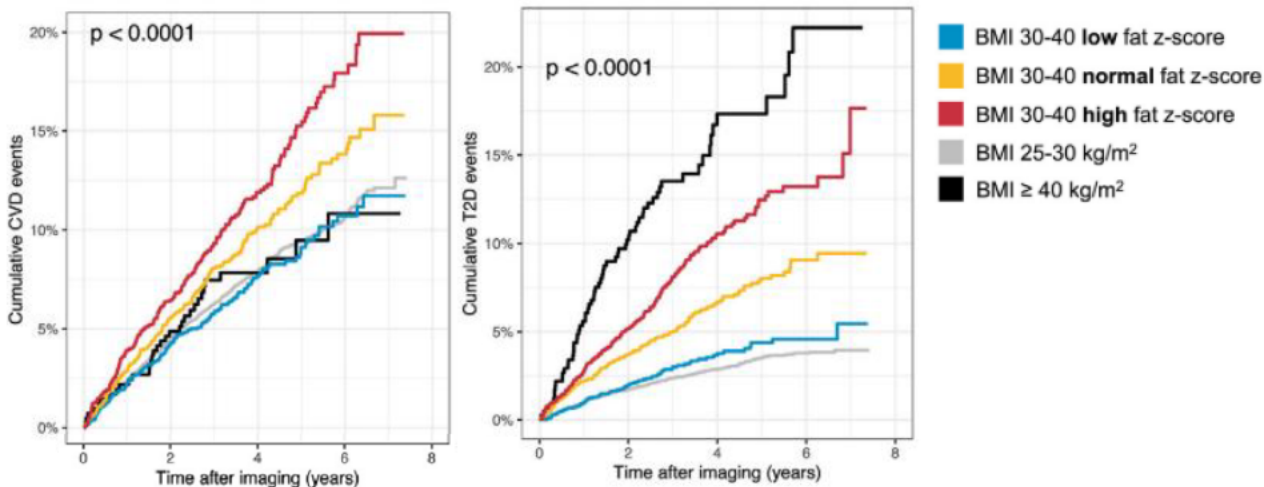 p < 0.0001
20%
15%
10%
5%
0%
Cumulative CVD events
0 2 4 6 8
Time after imaging (years)
p < 0.0001
20%
15%
10%
5%
0%
Cumulative T2D events
0 2 4 6 8
Time after imaging (years)
BMI 30-40 low fat z-score
BMI 30-40 normal fat z-score
BMI 30-40 high fat z-score
BMI 25-30 kg/m²
BMI ≥ 40 kg/m²